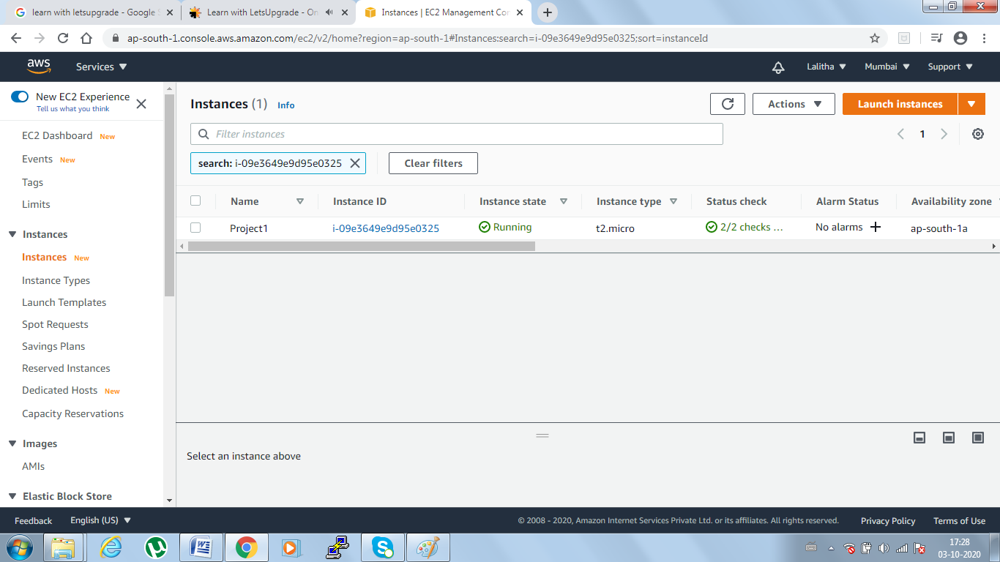 learn with letsupgrade - Google S
Learn with LetsUpgrade - On
Instances | EC2 Management Con
ap-south-1.console.aws.amazon.com/ec2/v2/home?region=ap-south-1#Instances:search=i-09e3649e9d95e0325;sort=instanceId
aws Services Lalitha Mumbai Support
New EC2 Experience
Tell us what you think
EC2 Dashboard New
Events New
Tags
Limits
Instances
Instances New
Instance Types
Launch Templates
Spot Requests
Savings Plans
Reserved Instances
Dedicated Hosts New
Capacity Reservations
Images
AMIs
Elastic Block Store
Instances (1) Info
Actions
Launch instances
Filter instances
1
search: i-09e3649e9d95e0325
Clear filters
Name Instance ID Instance state Instance type Status check Alarm Status Availability zone
Project1 i-09e3649e9d95e0325 Running t2.micro 2/2 checks ... No alarms ap-south-1a
Select an instance above
Feedback English (US) © 2008 - 2020, Amazon Internet Services Private Ltd. or its affiliates. All rights reserved. Privacy Policy Terms of Use
17:28
03-10-2020